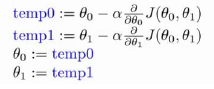 temp0 := θ₀ − α ∂/∂θ₀ J(θ₀, θ₁)
temp1 := θ₁ − α ∂/∂θ₁ J(θ₀, θ₁)
θ₀ := temp0
θ₁ := temp1